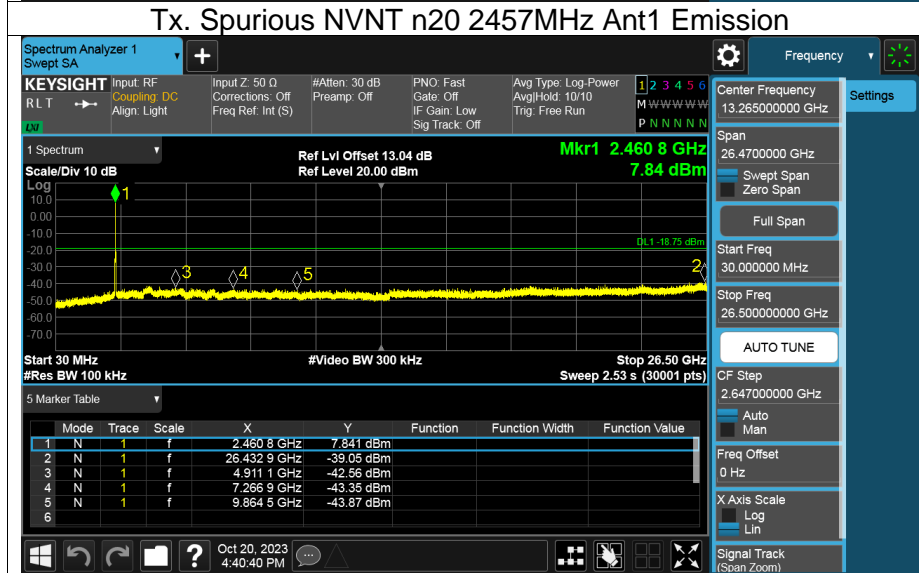 Tx. Spurious NVNT n20 2457MHz Ant1 Emission
Spectrum Analyzer 1
Swept SA
+
Frequency
KEYSIGHT
RLT
LXI
Input: RF
Coupling: DC
Align: Light
Input Z: 50 Ω
Corrections: Off
Freq Ref: Int (S)
#Atten: 30 dB
Preamp: Off
PNO: Fast
Gate: Off
IF Gain: Low
Sig Track: Off
Avg Type: Log-Power
Avg|Hold: 10/10
Trig: Free Run
1 2 3 4 5 6
M W W W W W
P N N N N N
1 Spectrum
Scale/Div 10 dB
Ref Lvl Offset 13.04 dB
Ref Level 20.00 dBm
Mkr1 2.460 8 GHz
7.84 dBm
Log
10.0
0.00
-10.0
-20.0
-30.0
-40.0
-50.0
-60.0
-70.0
1
3
4
5
2
DL1 -18.75 dBm
Start 30 MHz
#Res BW 100 kHz
#Video BW 300 kHz
Stop 26.50 GHz
Sweep 2.53 s (30001 pts)
5 Marker Table
Mode Trace Scale X Y Function Function Width Function Value
1 N 1 f 2.460 8 GHz 7.841 dBm
2 N 1 f 26.432 9 GHz -39.05 dBm
3 N 1 f 4.911 1 GHz -42.56 dBm
4 N 1 f 7.266 9 GHz -43.35 dBm
5 N 1 f 9.864 5 GHz -43.87 dBm
6
?
Oct 20, 2023
4:40:40 PM
Center Frequency
13.265000000 GHz
Span
26.4700000 GHz
Swept Span
Zero Span
Full Span
Start Freq
30.000000 MHz
Stop Freq
26.500000000 GHz
AUTO TUNE
CF Step
2.647000000 GHz
Auto
Man
Freq Offset
0 Hz
X Axis Scale
Log
Lin
Signal Track
(Span Zoom)
Settings